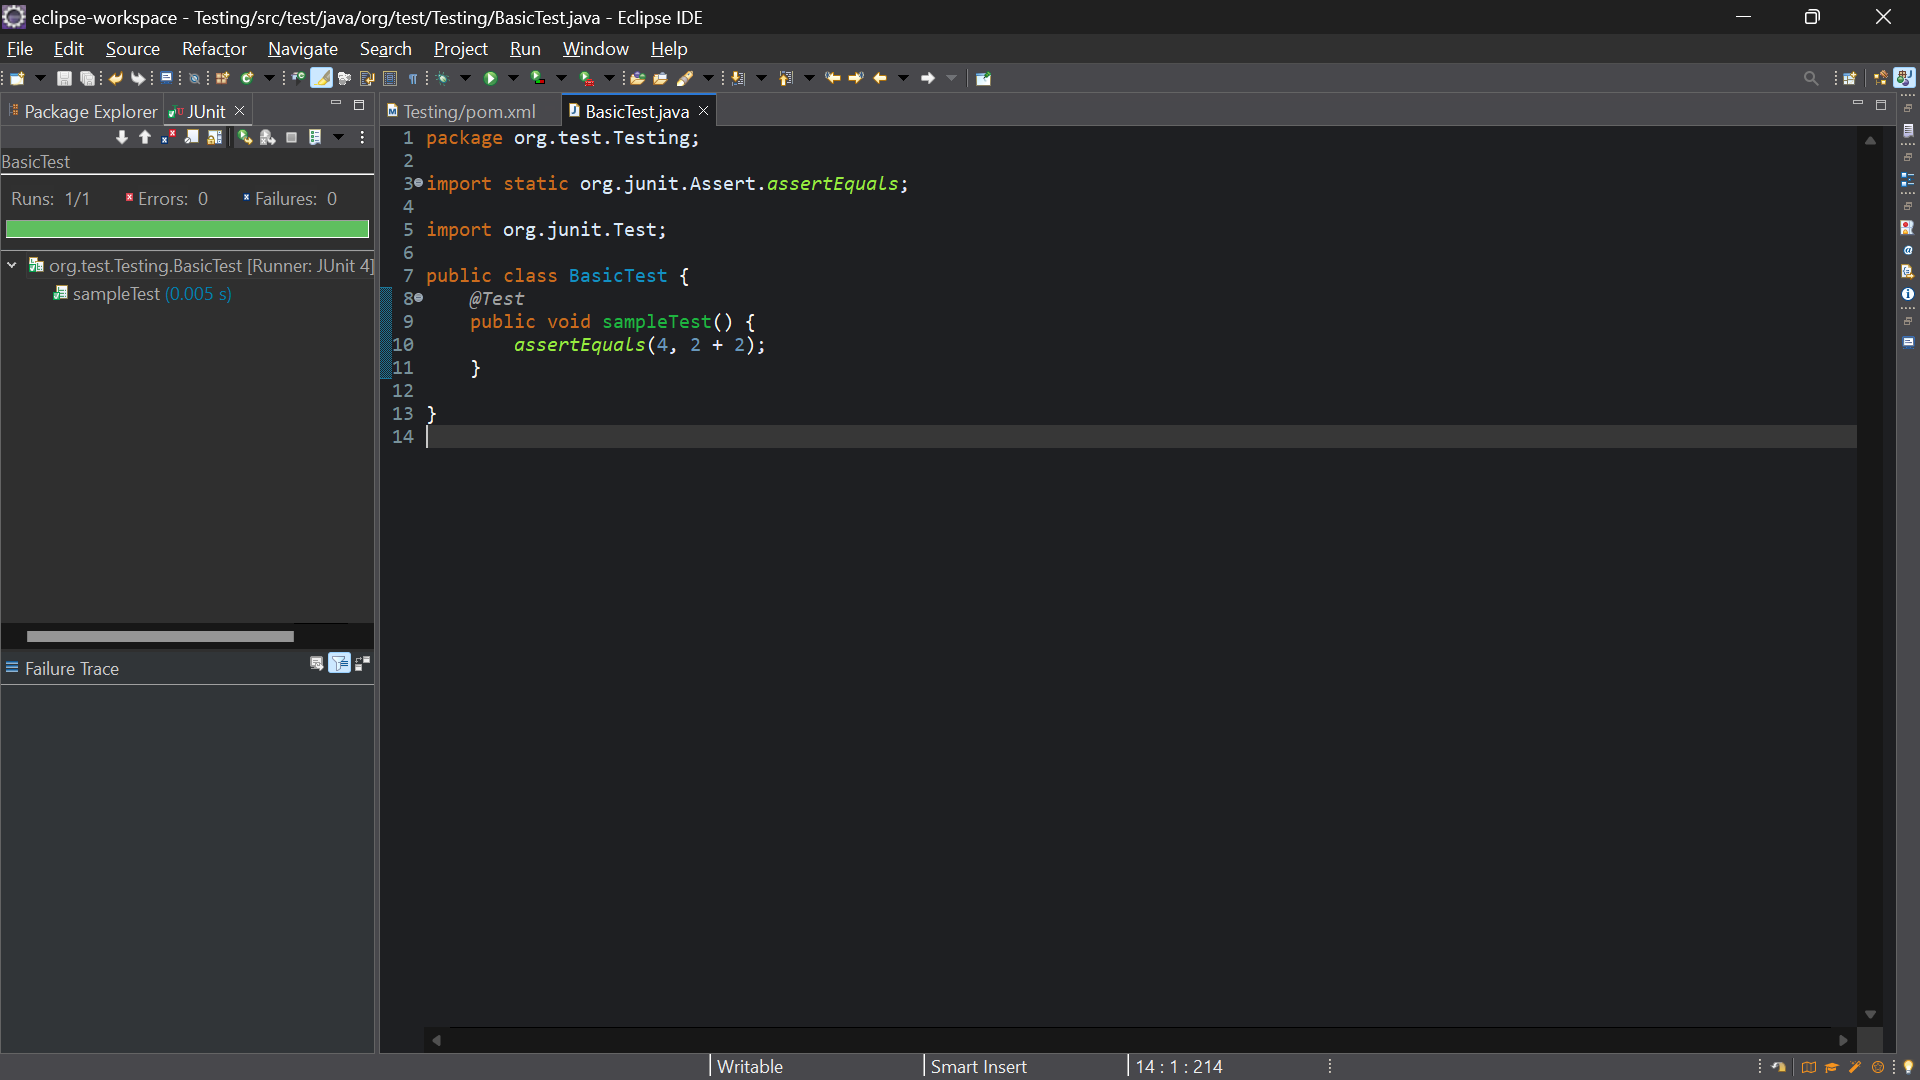 eclipse-workspace - Testing/src/test/java/org/test/Testing/BasicTest.java - Eclipse IDE
File Edit Source Refactor Navigate Search Project Run Window Help
Package Explorer JUnit
BasicTest
Runs: 1/1 Errors: 0 Failures: 0
org.test.Testing.BasicTest [Runner: JUnit 4]
sampleTest (0.005 s)
Failure Trace
Testing/pom.xml BasicTest.java
1 package org.test.Testing;
2
3 import static org.junit.Assert.assertEquals;
4
5 import org.junit.Test;
6
7 public class BasicTest {
8 @Test
9 public void sampleTest() {
10 assertEquals(4, 2 + 2);
11 }
12
13 }
14
Writable Smart Insert 14 : 1 : 214